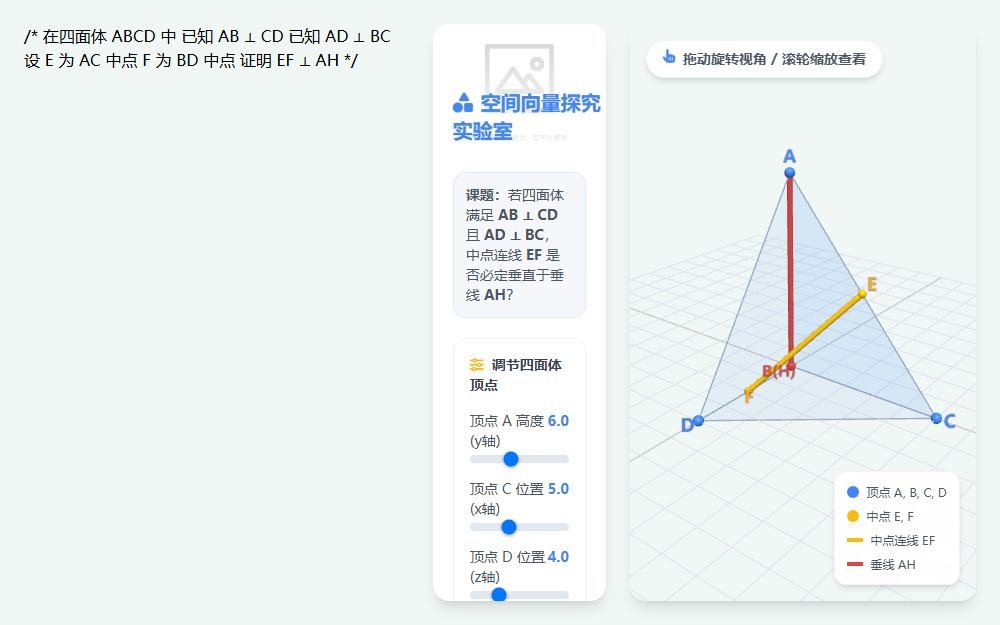 /* 在四面体 ABCD 中 已知 AB ⊥ CD 已知 AD ⊥ BC
设 E 为 AC 中点 F 为 BD 中点 证明 EF ⊥ AH */
空间向量探究
实验室
课题：若四面体
满足 AB ⊥ CD
且 AD ⊥ BC，
中点连线 EF 是
否必定垂直于垂
线 AH？
调节四面体
顶点
顶点 A 高度 6.0
(y轴)
顶点 C 位置 5.0
(x轴)
顶点 D 位置 4.0
(z轴)
拖动旋转视角 / 滚轮缩放查看
A
E
B(H)
F
D
C
顶点 A, B, C, D
中点 E, F
中点连线 EF
垂线 AH